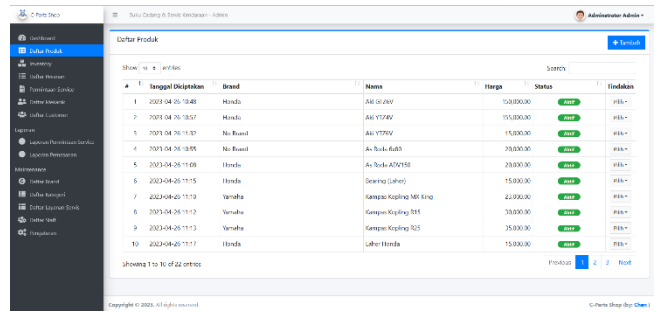 C-Parts Shop
Suku Cadang & Servis Kendaraan - Admin
Adminstrator Admin
Dashboard
Daftar Produk
Inventory
Daftar Pesanan
Permintaan Service
Daftar Mekanik
Daftar Customer
Laporan
Laporan Permintaan Service
Laporan Pemesanan
Maintenance
Daftar Brand
Daftar Kategori
Daftar Layanan Servis
Daftar Staff
Pengaturan
Daftar Produk
+ Tambah
Show 10 entries
Search:
# Tanggal Diciptakan Brand Nama Harga Status Tindakan
1 2023-04-26 10:48 Honda Aki GTZ6V 150,000.00 Aktif Pilih
2 2023-04-26 10:57 Honda Aki YTZ4V 155,000.00 Aktif Pilih
3 2023-04-26 11:32 No Brand Aki YTZ6V 15,000.00 Aktif Pilih
4 2023-04-26 10:55 No Brand As Roda 20,000.00 Aktif Pilih
5 2023-04-26 11:08 Honda As Roda ADV150 20,000.00 Aktif Pilih
6 2023-04-26 11:15 Honda Bearing (Laher) 15,000.00 Aktif Pilih
7 2023-04-26 11:10 Yamaha Kampas Kopling MX King 23,000.00 Aktif Pilih
8 2023-04-26 11:12 Yamaha Kampas Kopling R15 30,000.00 Aktif Pilih
9 2023-04-26 11:13 Yamaha Kampas Kopling R25 35,000.00 Aktif Pilih
10 2023-04-26 11:17 Honda Laher Honda 15,000.00 Aktif Pilih
Showing 1 to 10 of 22 entries
Previous 1 2 3 Next
Copyright © 2023. All rights reserved.
C-Parts Shop (by: Chan )